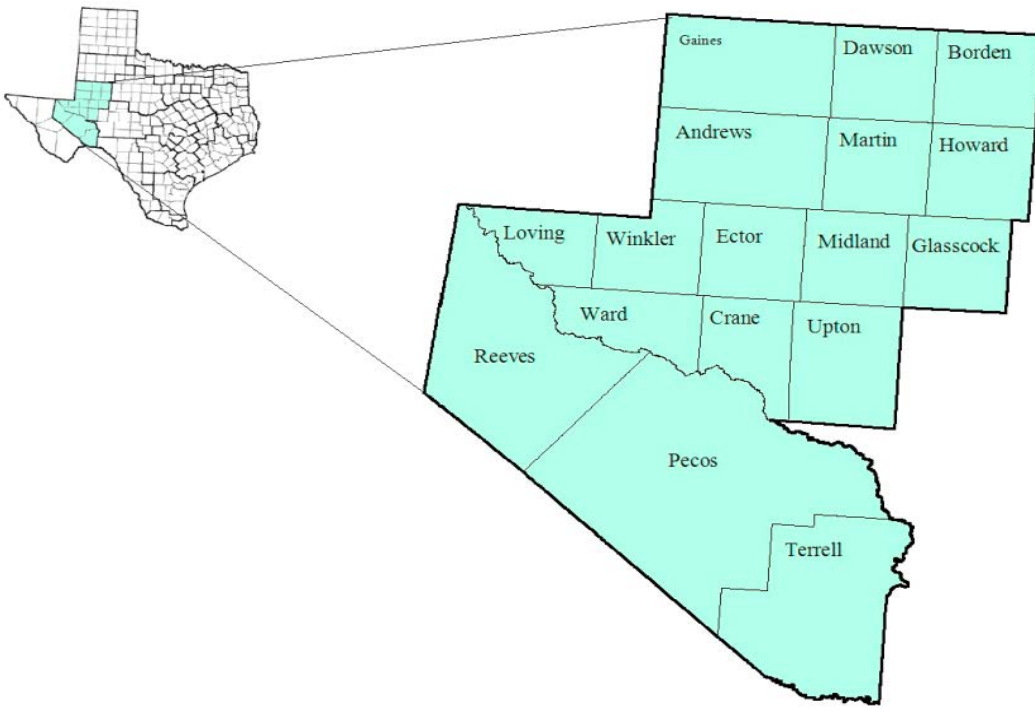 Gaines
Dawson
Borden
Andrews
Martin
Howard
Loving
Winkler
Ector
Midland
Glasscock
Ward
Crane
Upton
Reeves
Pecos
Terrell